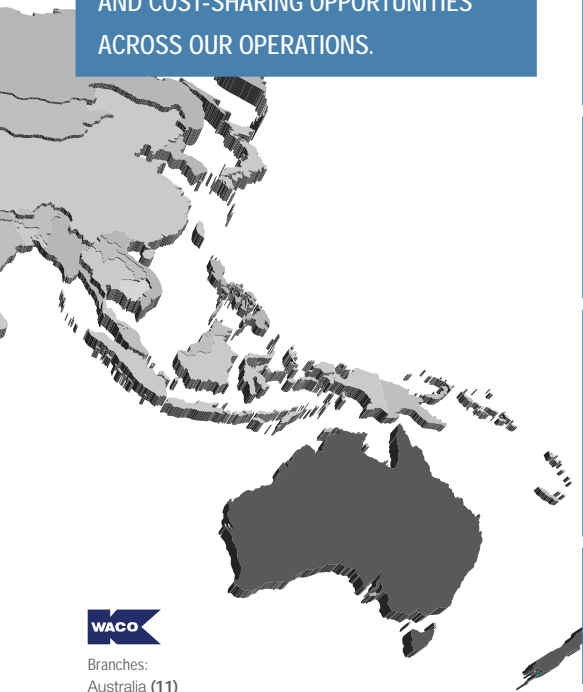 AND COST-SHARING OPPORTUNITIES
ACROSS OUR OPERATIONS.
WACO
Branches:
Australia (11)